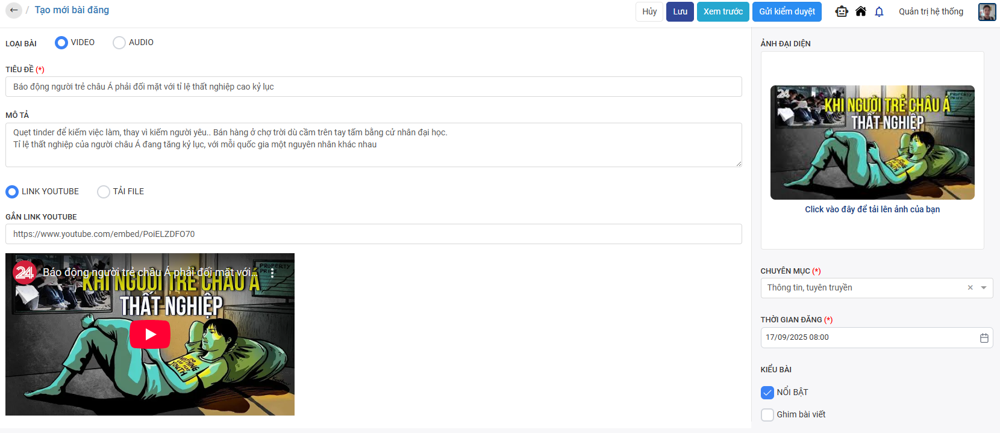 ← / Tạo mới bài đăng
Hủy Lưu Xem trước Gửi kiểm duyệt Quản trị hệ thống
LOẠI BÀI VIDEO AUDIO
TIÊU ĐỀ (*)
Báo động người trẻ châu Á phải đối mặt với tỉ lệ thất nghiệp cao kỷ lục
MÔ TẢ
Quẹt tinder để kiếm việc làm, thay vì kiếm người yêu.. Bán hàng ở chợ trời dù cầm trên tay tấm bằng cử nhân đại học.
Tỉ lệ thất nghiệp của người châu Á đang tăng kỷ lục, với mỗi quốc gia một nguyên nhân khác nhau
LINK YOUTUBE TẢI FILE
GẮN LINK YOUTUBE
https://www.youtube.com/embed/PoiELZDFO70
24 Báo động người trẻ châu Á phải đối mặt với...
PROPERTY
KHI NGƯỜI TRẺ CHÂU Á
THẤT NGHIỆP
NOTHING
YOUTH
ẢNH ĐẠI DIỆN
24
PROPERTY
KHI NGƯỜI TRẺ CHÂU Á
THẤT NGHIỆP
Click vào đây để tải lên ảnh của bạn
CHUYÊN MỤC (*)
Thông tin, tuyên truyền
THỜI GIAN ĐĂNG (*)
17/09/2025 08:00
KIỂU BÀI
NỔI BẬT
Ghim bài viết